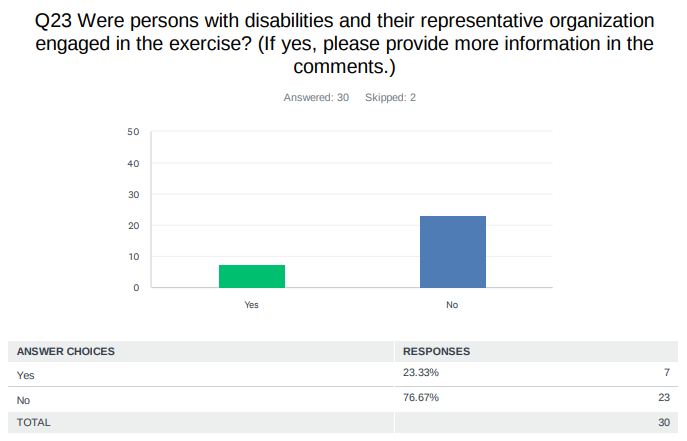 Q23 Were persons with disabilities and their representative organization
engaged in the exercise? (If yes, please provide more information in the
comments.)
Answered: 30 Skipped: 2
50
40
30
20
10
0
Yes No
ANSWER CHOICES RESPONSES
Yes 23.33% 7
No 76.67% 23
TOTAL 30